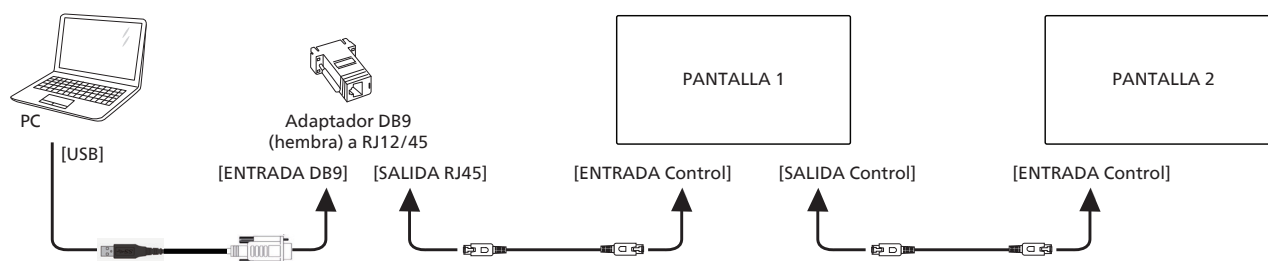 PC
[USB]
Adaptador DB9
(hembra) a RJ12/45
[ENTRADA DB9]
[SALIDA RJ45]
PANTALLA 1
[ENTRADA Control]
[SALIDA Control]
PANTALLA 2
[ENTRADA Control]